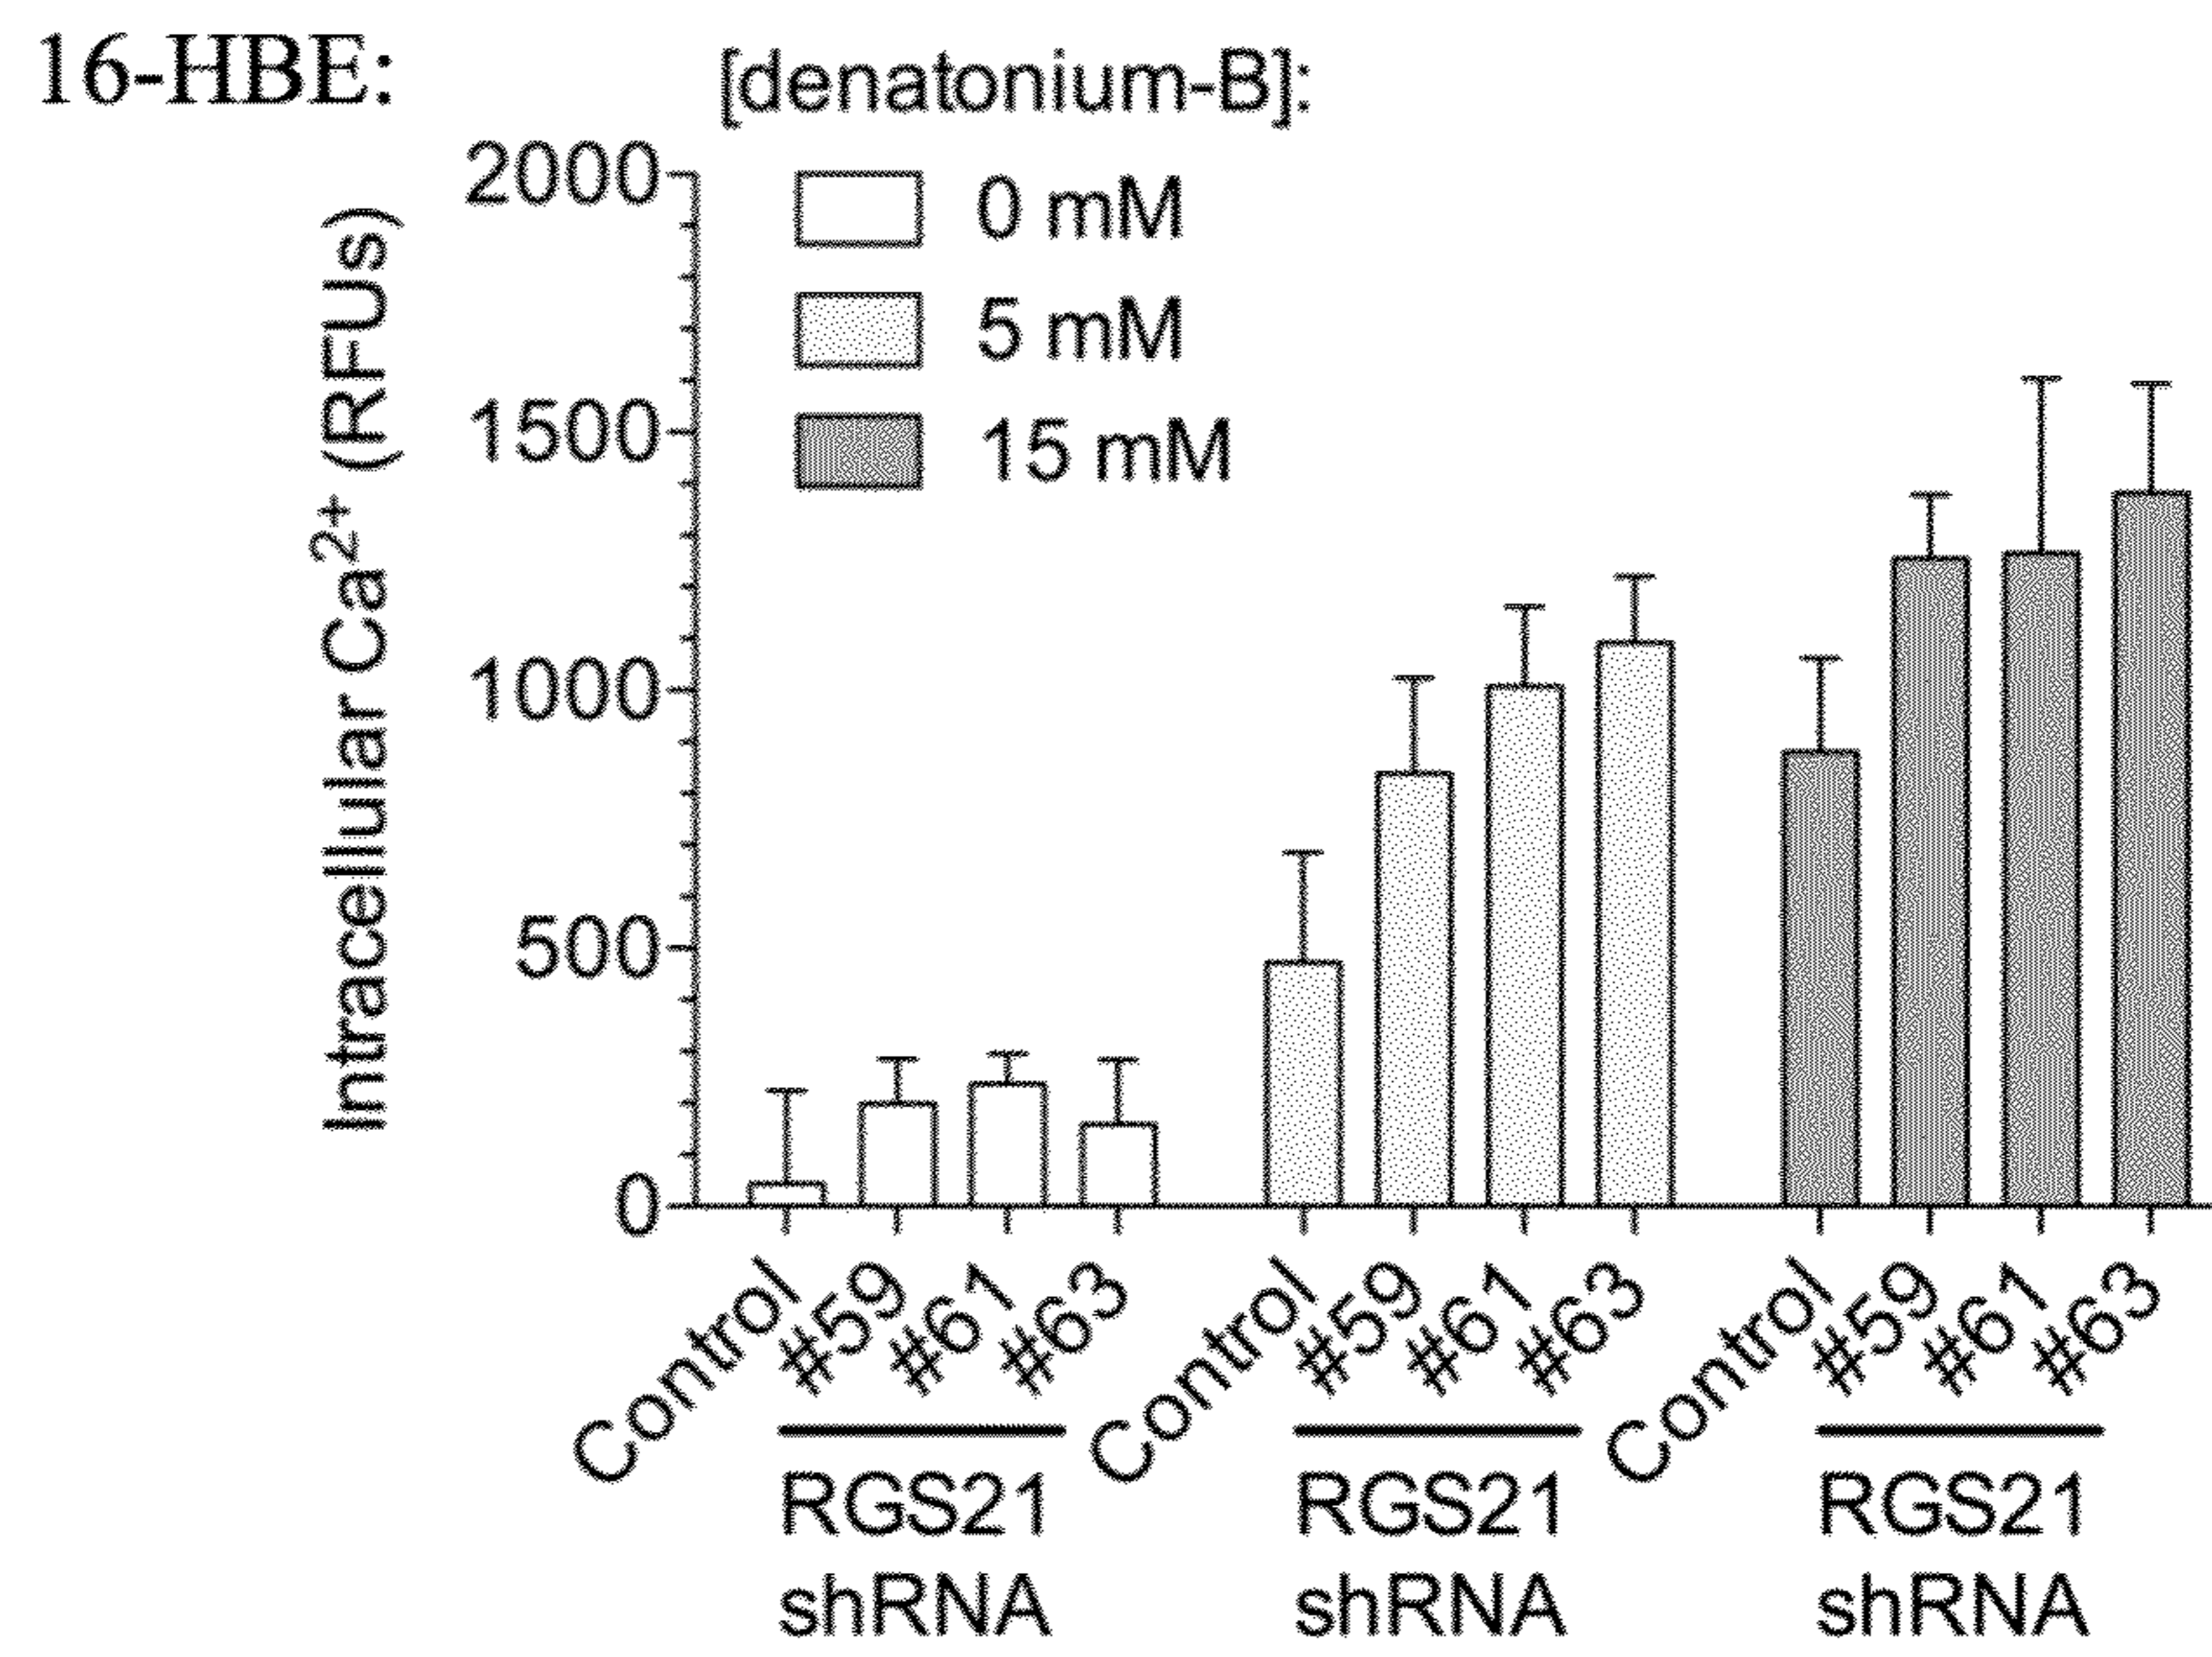 16-HBE:
[denatonium-B]:
0 mM
5 mM
15 mM
Intracellular Ca²⁺ (RFUs)
2000
1500
1000
500
0
Control #59 #61 #63 Control #59 #61 #63 Control #59 #61 #63
RGS21 RGS21 RGS21
shRNA shRNA shRNA